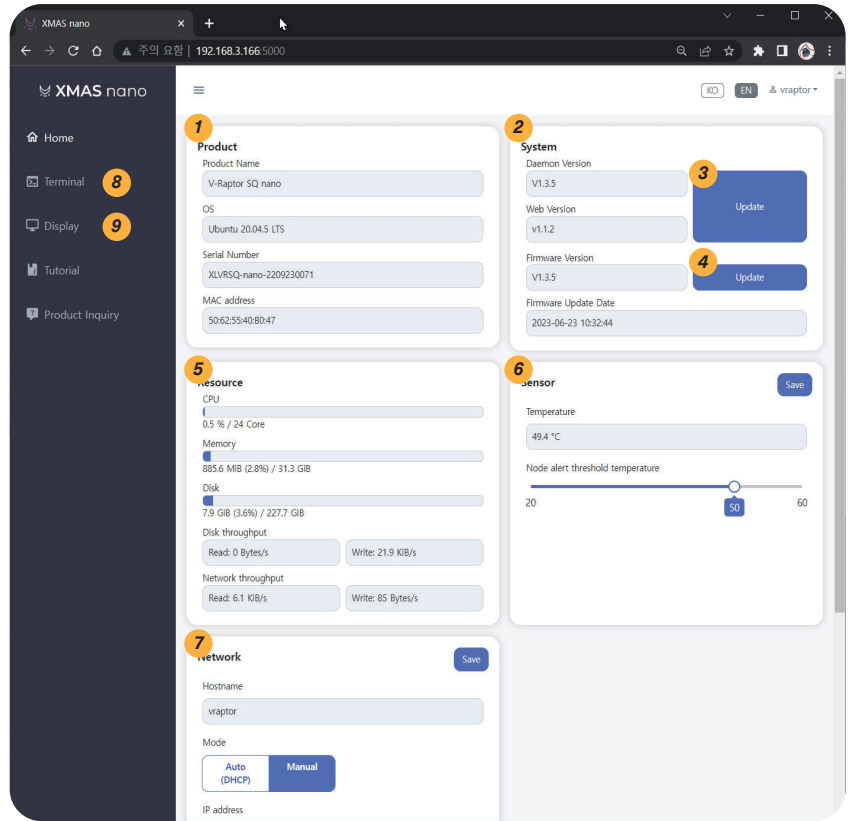 XMAS nano
주의 요함 | 192.168.3.166:5000
XMAS nano
KO EN vraptor
Home
Terminal 8
Display 9
Tutorial
Product Inquiry
1
Product
Product Name
V-Raptor SQ nano
OS
Ubuntu 20.04.5 LTS
Serial Number
XLVRSQ-nano-2209230071
MAC address
50:62:55:40:B0:47
2
System
Daemon Version
V1.3.5
3
Update
Web Version
v1.1.2
Firmware Version
V1.3.5
4
Update
Firmware Update Date
2023-06-23 10:32:44
5
Resource
CPU
0.5 % / 24 Core
Memory
885.6 MiB (2.8%) / 31.3 GiB
Disk
7.9 GiB (3.6%) / 227.7 GiB
Disk throughput
Read: 0 Bytes/s Write: 21.9 KiB/s
Network throughput
Read: 6.1 KiB/s Write: 85 Bytes/s
6
Sensor
Save
Temperature
49.4 °C
Node alert threshold temperature
20 50 60
7
Network
Save
Hostname
vraptor
Mode
Auto
(DHCP)
Manual
IP address